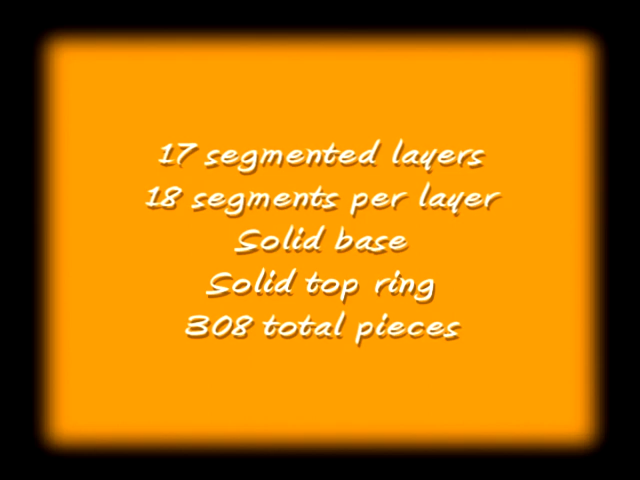 17 segmented layers
18 segments per layer
Solid base
Solid top ring
308 total pieces